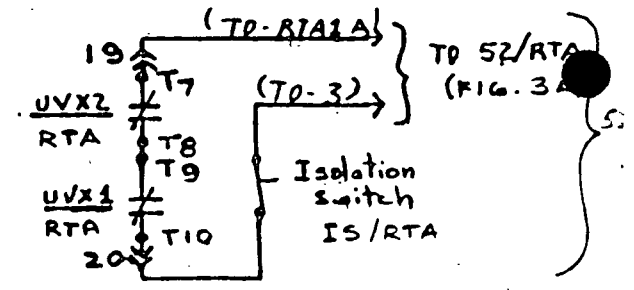 (TO-RTA1A)
19
TO 52/RTA
T7
(TO-3)
(FIG. 3
UVX2
RTA
T8
T9
Isolation
switch
IS/RTA
UVX1
RTA
T10
20